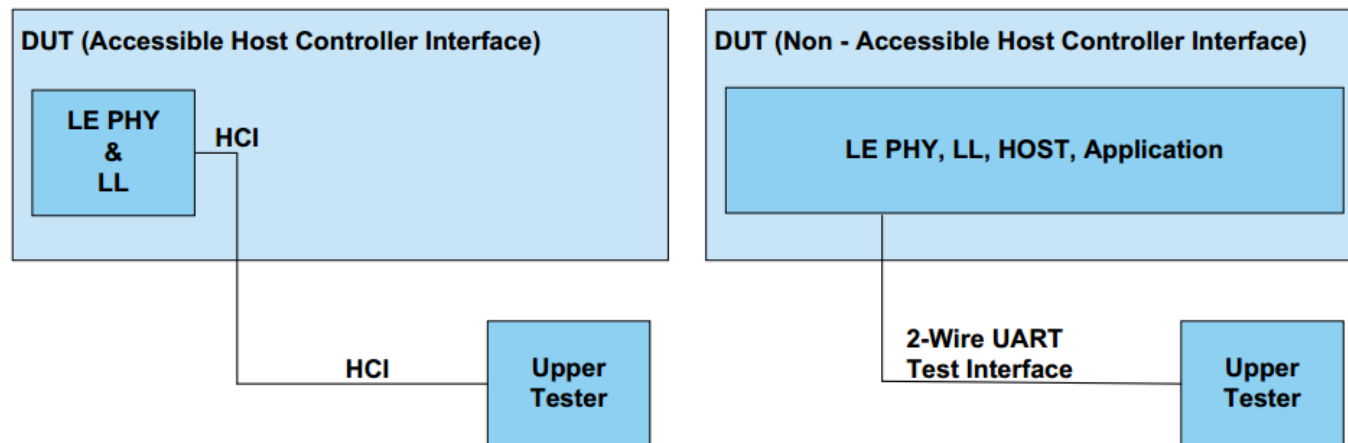 DUT (Accessible Host Controller Interface)
LE PHY
&
LL
HCI
HCI
Upper
Tester
DUT (Non - Accessible Host Controller Interface)
LE PHY, LL, HOST, Application
2-Wire UART
Test Interface
Upper
Tester